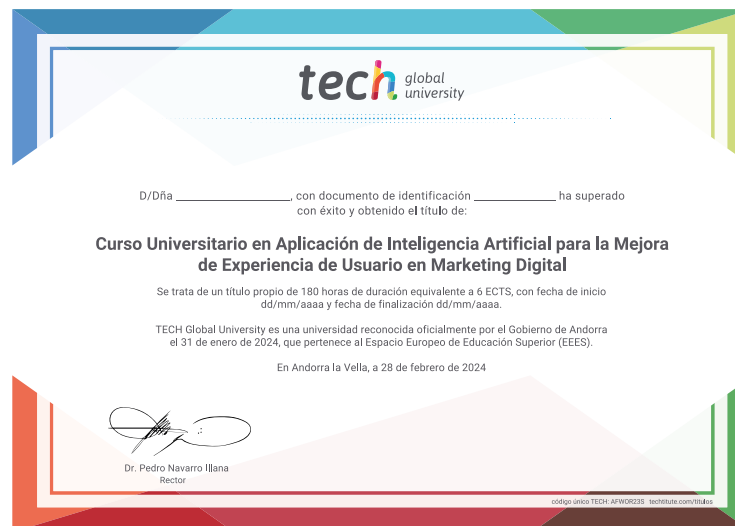 tech global university
D/Dña ____________________, con documento de identificación ______________ ha superado
con éxito y obtenido el título de:
Curso Universitario en Aplicación de Inteligencia Artificial para la Mejora
de Experiencia de Usuario en Marketing Digital
Se trata de un título propio de 180 horas de duración equivalente a 6 ECTS, con fecha de inicio
dd/mm/aaaa y fecha de finalización dd/mm/aaaa.
TECH Global University es una universidad reconocida oficialmente por el Gobierno de Andorra
el 31 de enero de 2024, que pertenece al Espacio Europeo de Educación Superior (EEES).
En Andorra la Vella, a 28 de febrero de 2024
Dr. Pedro Navarro Illana
Rector
código único TECH: AFWOR23S techtitute.com/titulos